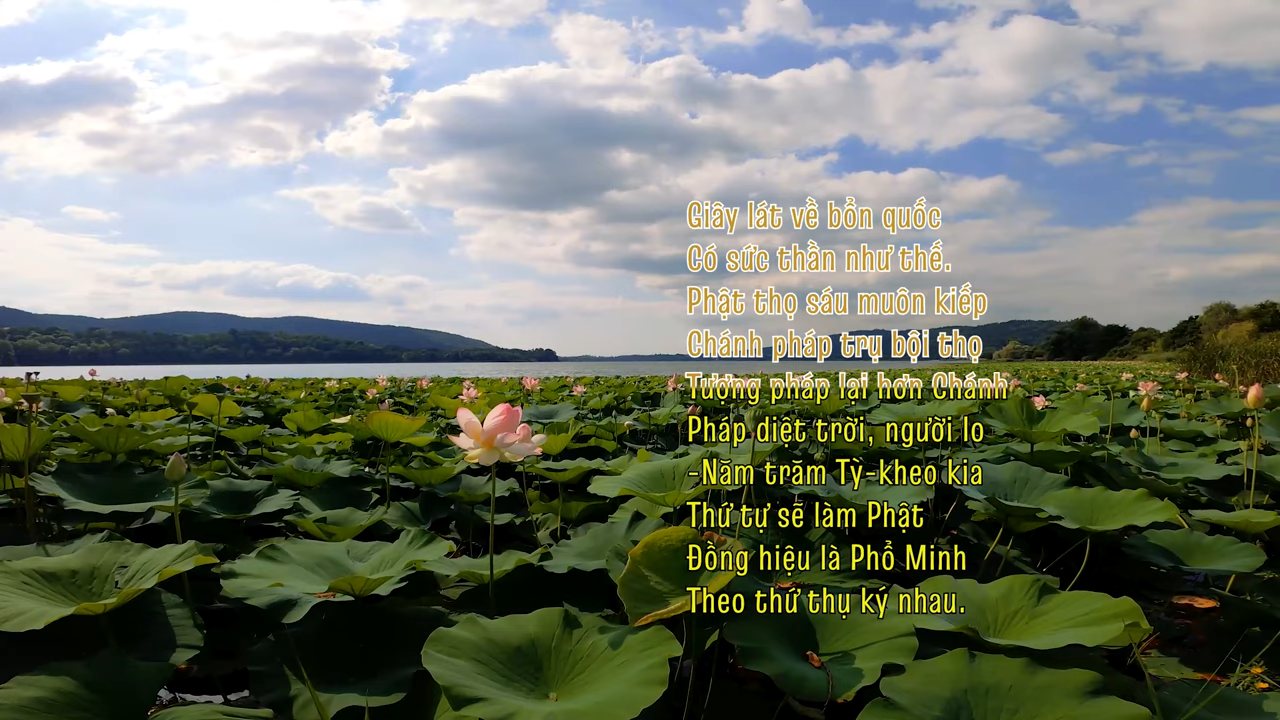 Giây lát về bổn quốc
Có sức thần như thế.
Phật thọ sáu muôn kiếp
Chánh pháp trụ bội thọ
Tượng pháp lại hơn Chánh
Pháp diệt trời, người lo
-Năm trăm Tỳ-kheo kia
Thứ tự sẽ làm Phật
Đồng hiệu là Phổ Minh
Theo thứ thụ ký nhau.